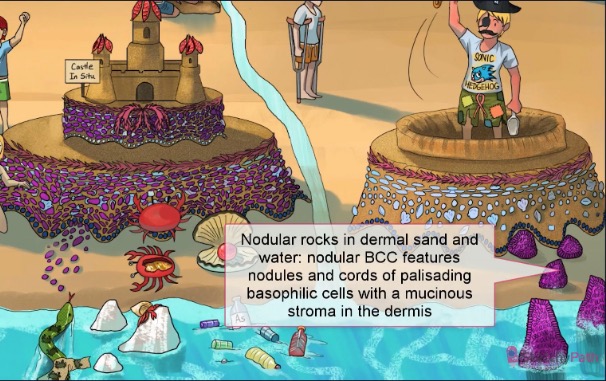 Castle
In Situ
SONIC
HEDGEHOG
Nodular rocks in dermal sand and
water: nodular BCC features
nodules and cords of palisading
basophilic cells with a mucinous
stroma in the dermis
As